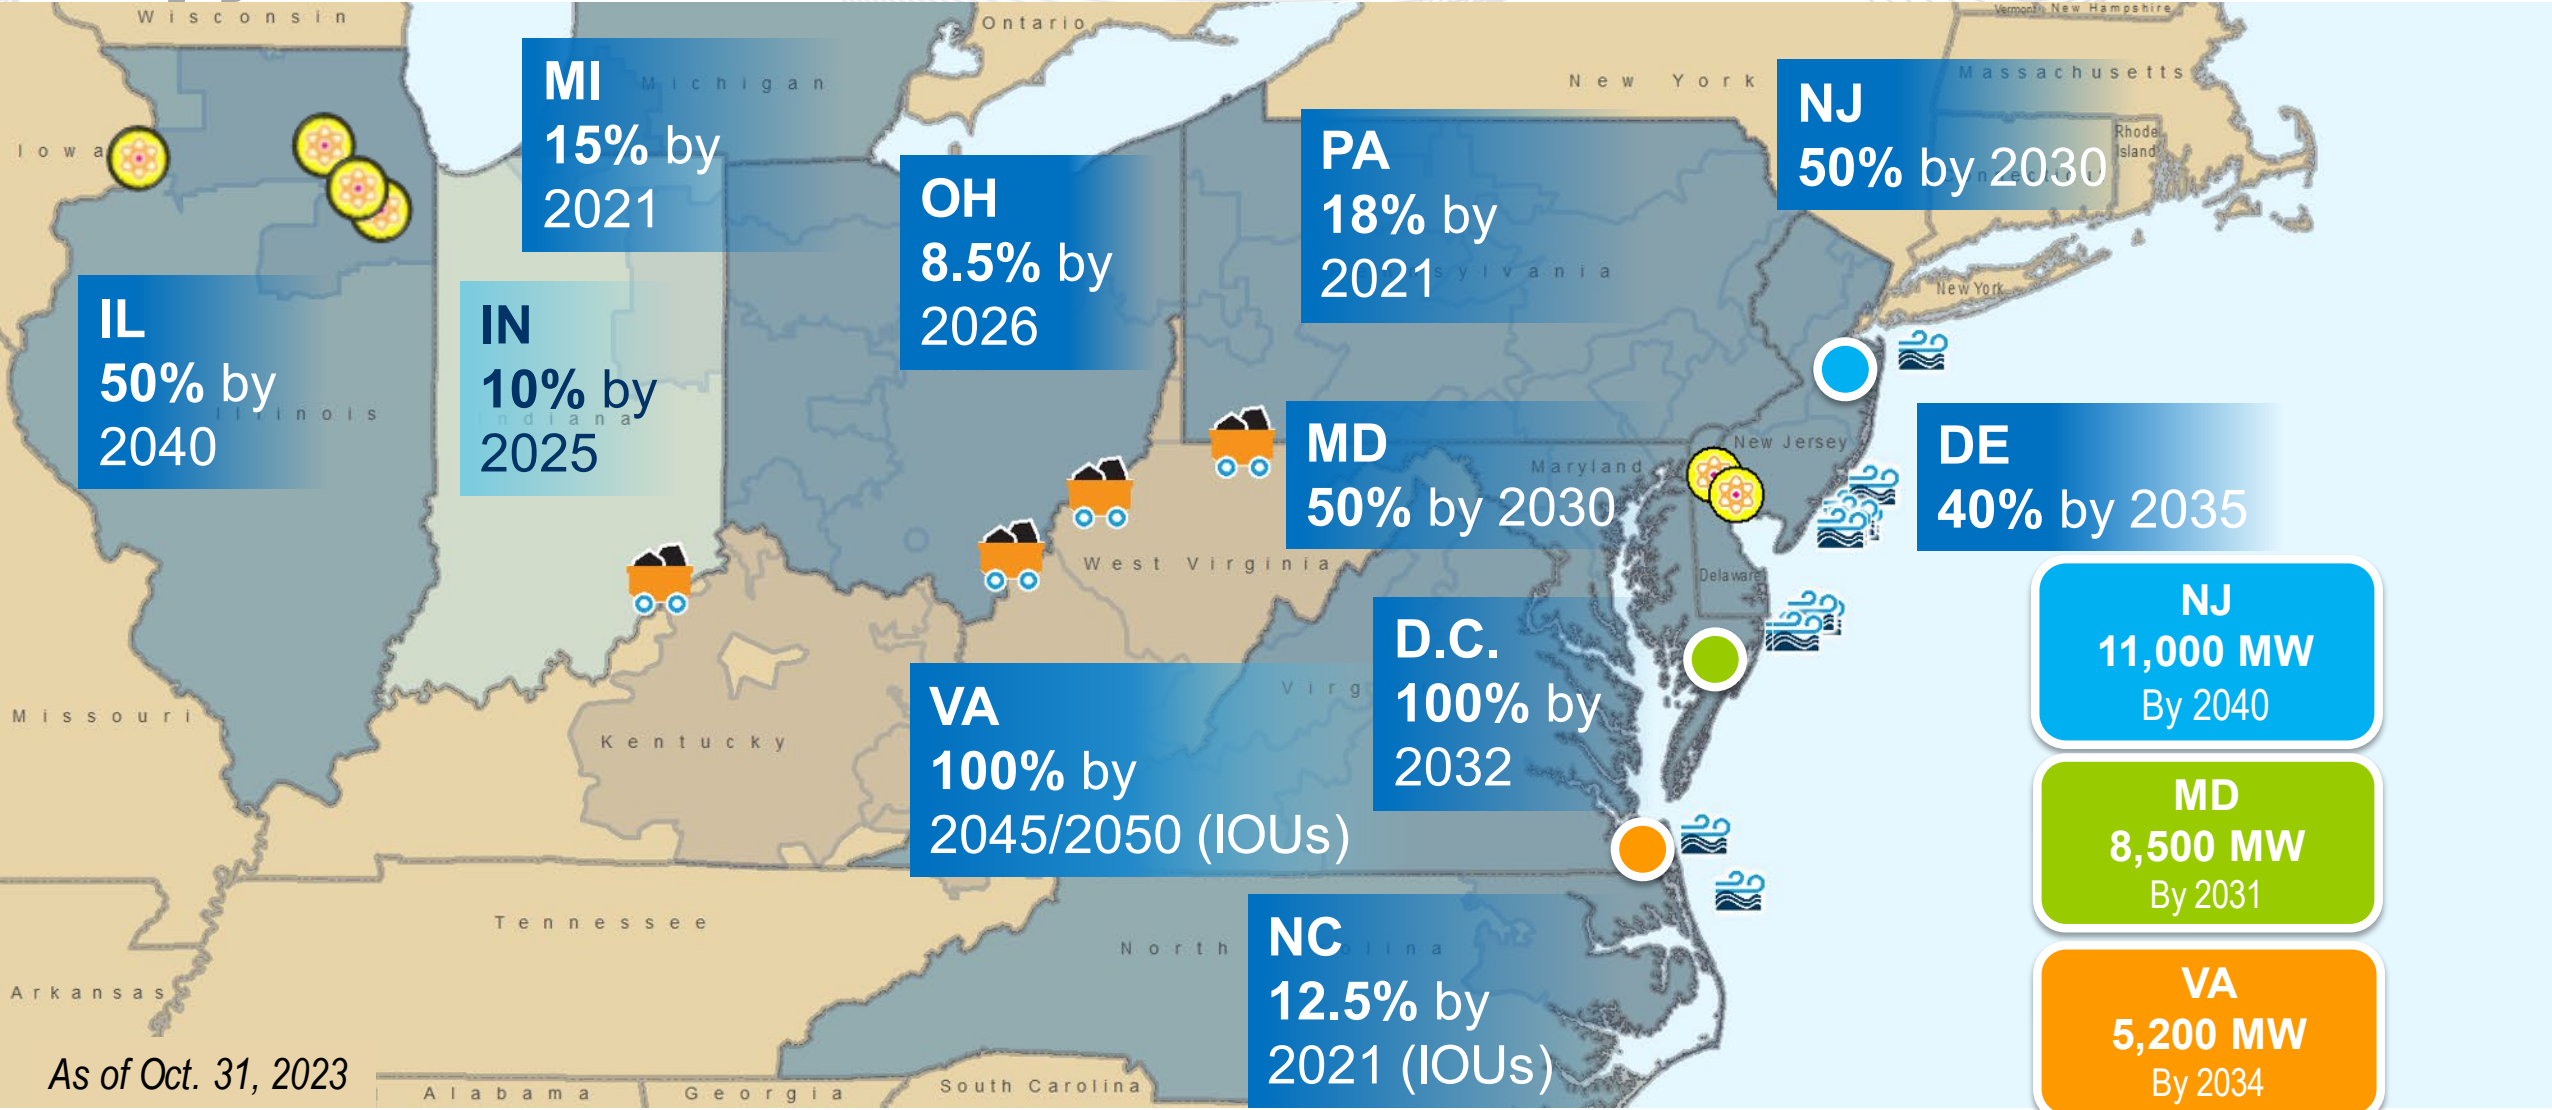 Wisconsin
Ontario
Vermont
New Hampshire
Michigan
New York
Massachusetts
Iowa
Rhode
Island
MI
15% by
2021
OH
8.5% by
2026
PA
18% by
2021
NJ
50% by 2030
New York
IL
50% by
2040
Illinois
IN
10% by
2025
Indiana
MD
50% by 2030
Maryland
New Jersey
DE
40% by 2035
West Virginia
Delaware
D.C.
100% by
2032
VA
100% by
2045/2050 (IOUs)
Missouri
Kentucky
NJ
11,000 MW
By 2040
MD
8,500 MW
By 2031
VA
5,200 MW
By 2034
Tennessee
North
NC
12.5% by
2021 (IOUs)
Arkansas
As of Oct. 31, 2023
Alabama
Georgia
South Carolina